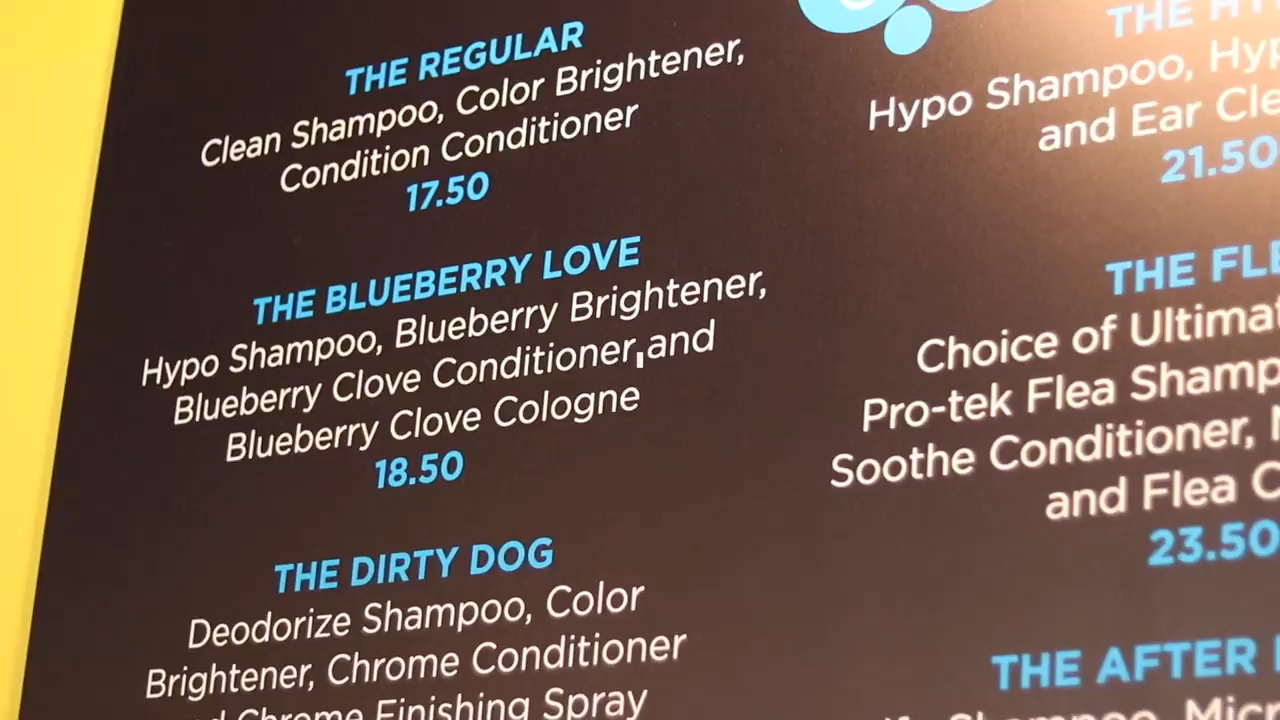 THE REGULAR
Clean Shampoo, Color Brightener,
Condition Conditioner
17.50
THE BLUEBERRY LOVE
Hypo Shampoo, Blueberry Brightener,
Blueberry Clove Conditioner, and
Blueberry Clove Cologne
18.50
THE DIRTY DOG
Deodorize Shampoo, Color
Brightener, Chrome Conditioner
Chrome Finishing Spray
THE
Hypo Shampoo,
and Ear
21.50
THE
Choice of
Pro-tek Flea
Soothe Conditioner,
and Flea
23.50
THE AFTER
Shampoo,